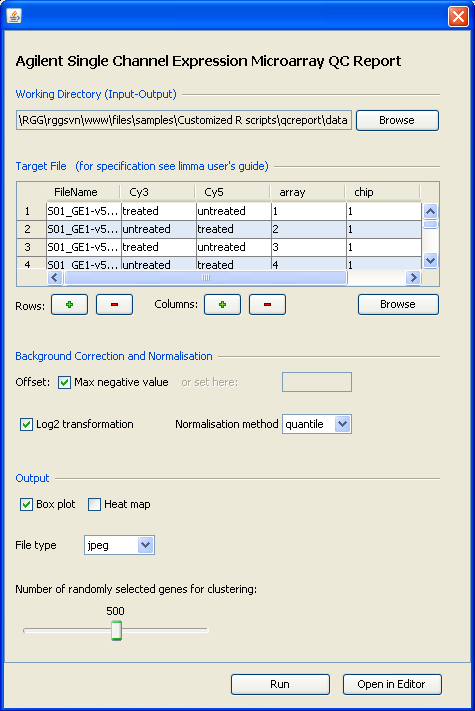 Agilent Single Channel Expression Microarray QC Report
Working Directory (Input-Output)
\RGG\rggsvn\www\files\samples\Customized R scripts\qcreport\data Browse
Target File (for specification see limma user's guide)
FileName Cy3 Cy5 array chip
1 S01_GE1-v5... treated untreated 1 1
2 S01_GE1-v5... untreated treated 2 1
3 S01_GE1-v5... treated untreated 3 1
4 S01_GE1-v5... untreated treated 4 1
Rows: Columns: Browse
Background Correction and Normalisation
Offset: Max negative value or set here:
Log2 transformation Normalisation method quantile
Output
Box plot Heat map
File type jpeg
Number of randomly selected genes for clustering:
500
Run Open in Editor